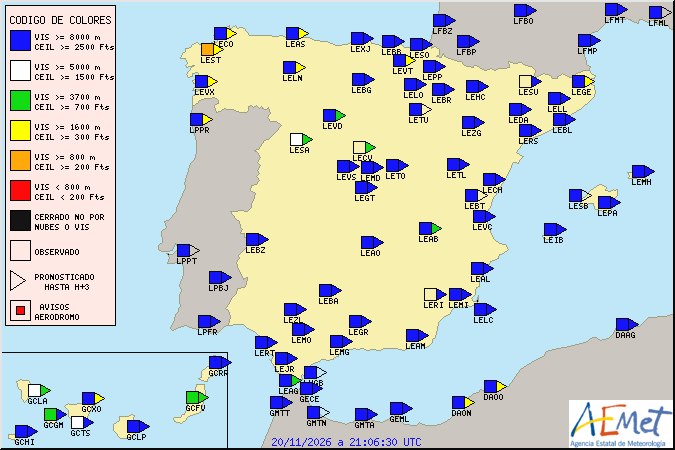 CODIGO DE COLORES
VIS >= 8000 m
CEIL >= 2500 Fts
VIS >= 5000 m
CEIL >= 1500 Fts
VIS >= 3700 m
CEIL >= 700 Fts
VIS >= 1600 m
CEIL >= 300 Fts
VIS >= 800 m
CEIL >= 200 Fts
VIS < 800 m
CEIL < 200 Fts
CERRADO NO POR
NUBES O VIS
OBSERVADO
PRONOSTICADO
HASTA H+3
AVISOS
AERODROMO
LFBO
LFMT
LFML
LFBZ
LECO
LEAS
LEXJ
LEBB
LESO
LFBP
LFMP
LEST
LEVT
LEPP
LELN
LEBG
LELO
LEBR
LEHC
LESU
LEGE
LEVX
LELL
LETU
LEDA
LEBL
LPPR
LEVD
LEZG
LERS
LESA
LECV
LEVS
LEMD
LETO
LETL
LEMH
LEGT
LECH
LEBT
LESB
LEPA
LEVC
LEIB
LEBZ
LEAO
LEAB
LPPT
LPBJ
LEAL
LEBA
LERI
LEMI
LEZL
LELC
LPFR
LEMO
LEGR
DAAG
LERT
LEMG
LEAM
LEJR
GCRR
LEAG
GECE
GCLA
GCXO
GCFV
GMTT
GMTN
GMTA
GEML
DAON
DAOO
GCGM
GCTS
GCHI
GCLP
20/11/2026 a 21:06:30 UTC
AEMet
Agencia Estatal de Meteorología